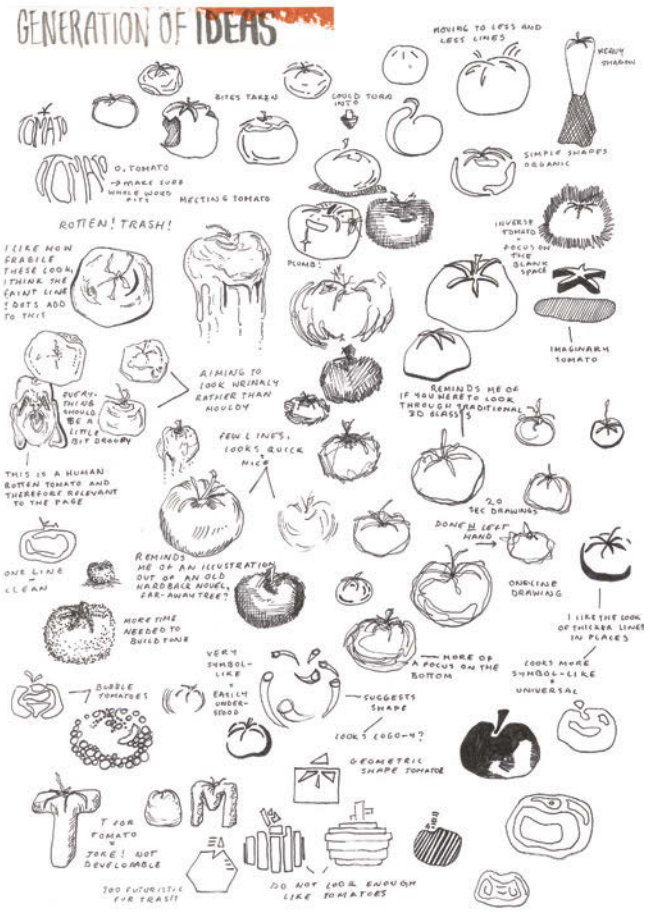 GENERATION OF IDEAS
MOVING TO LESS AND
LESS LINES
HEAVY
SHADOW
BITES TAKEN
COULD TURN
INTO
TOMATO
SIMPLE SHAPES
ORGANIC
TOMATO
O, TOMATO
→ MAKE SURE
WHOLE WORD
FITS
MELTING TOMATO
ROTTEN! TRASH!
PLUMB!
INVERSE
TOMATO
FOCUS ON
THE
BLANK
SPACE
I LIKE HOW
FRAGILE
THESE LOOK,
I THINK THE
FAINT LINE
! DOTS ADD
TO THIS
IMAGINARY
TOMATO
AIMING TO
LOOK WRINKLY
RATHER THAN
MOULDY
REMINDS ME OF
IF YOU WERE TO LOOK
THROUGH TRADITIONAL
3D GLASSES
EVERY-
THING
SHOULD
BE A
LITTLE
BIT DROOPY
FEW LINES,
LOOKS QUICK
+
NICE
THIS IS A HUMAN
ROTTEN TOMATO AND
THEREFORE RELEVANT
TO THE PAGE
20
SEC DRAWINGS
DONE IN LEFT
HAND
ONE LINE
CLEAN
REMINDS
ME OF AN ILLUSTRATION
OUT OF AN OLD
HARDBACK NOVEL,
FAR-AWAY TREE?
ONE LINE
DRAWING
I LIKE THE LOOK
OF THICKER LINES
IN PLACES
MORE TIME
NEEDED TO
BUILD TONE
VERY
SYMBOL-
LIKE
+
EASILY
UNDER-
STOOD
MORE OF
A FOCUS ON THE
BOTTOM
LOOKS MORE
SYMBOL-LIKE
+
UNIVERSAL
BUBBLE
TOMATOES
SUGGESTS
SHAPE
LOOKS LOGO-Y?
GEOMETRIC
SHAPE TOMATOR
T
M
T FOR
TOMATO
JOKE! NOT
DEVELOPABLE
TOO FUTURISTIC
FOR TRASH
DO NOT LOOK ENOUGH
LIKE TOMATOES